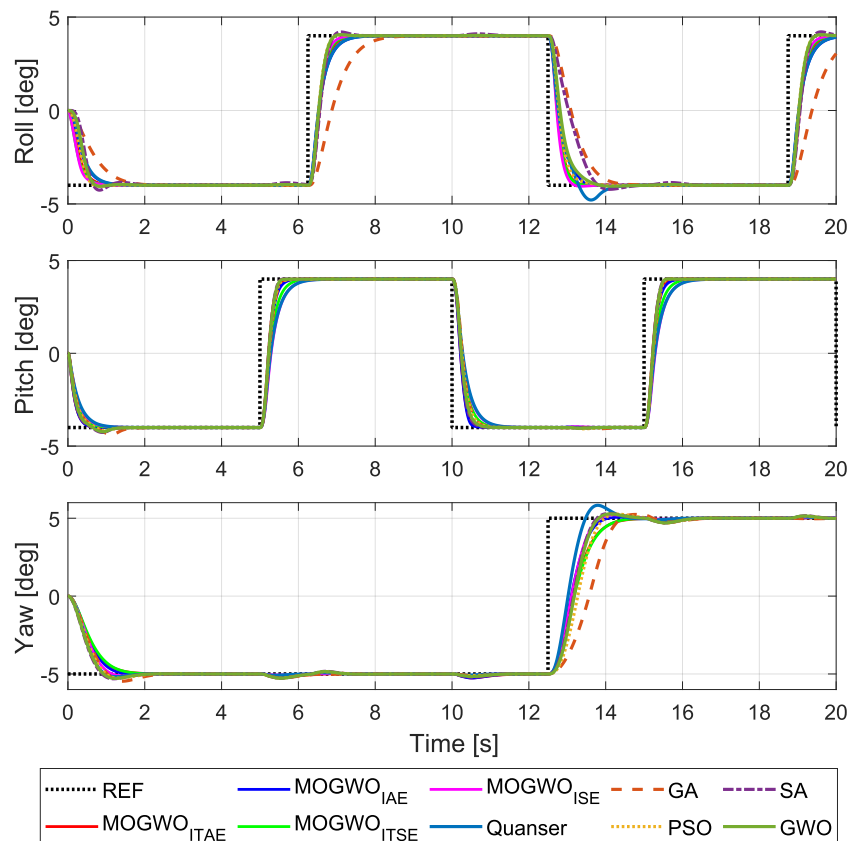 5
0
-5
Roll [deg]
0 2 4 6 8 10 12 14 16 18 20
5
0
-5
Pitch [deg]
0 2 4 6 8 10 12 14 16 18 20
5
0
-5
Yaw [deg]
0 2 4 6 8 10 12 14 16 18 20
Time [s]
REF MOGWO_IAE MOGWO_ISE GA SA
MOGWO_ITAE MOGWO_ITSE Quanser PSO GWO